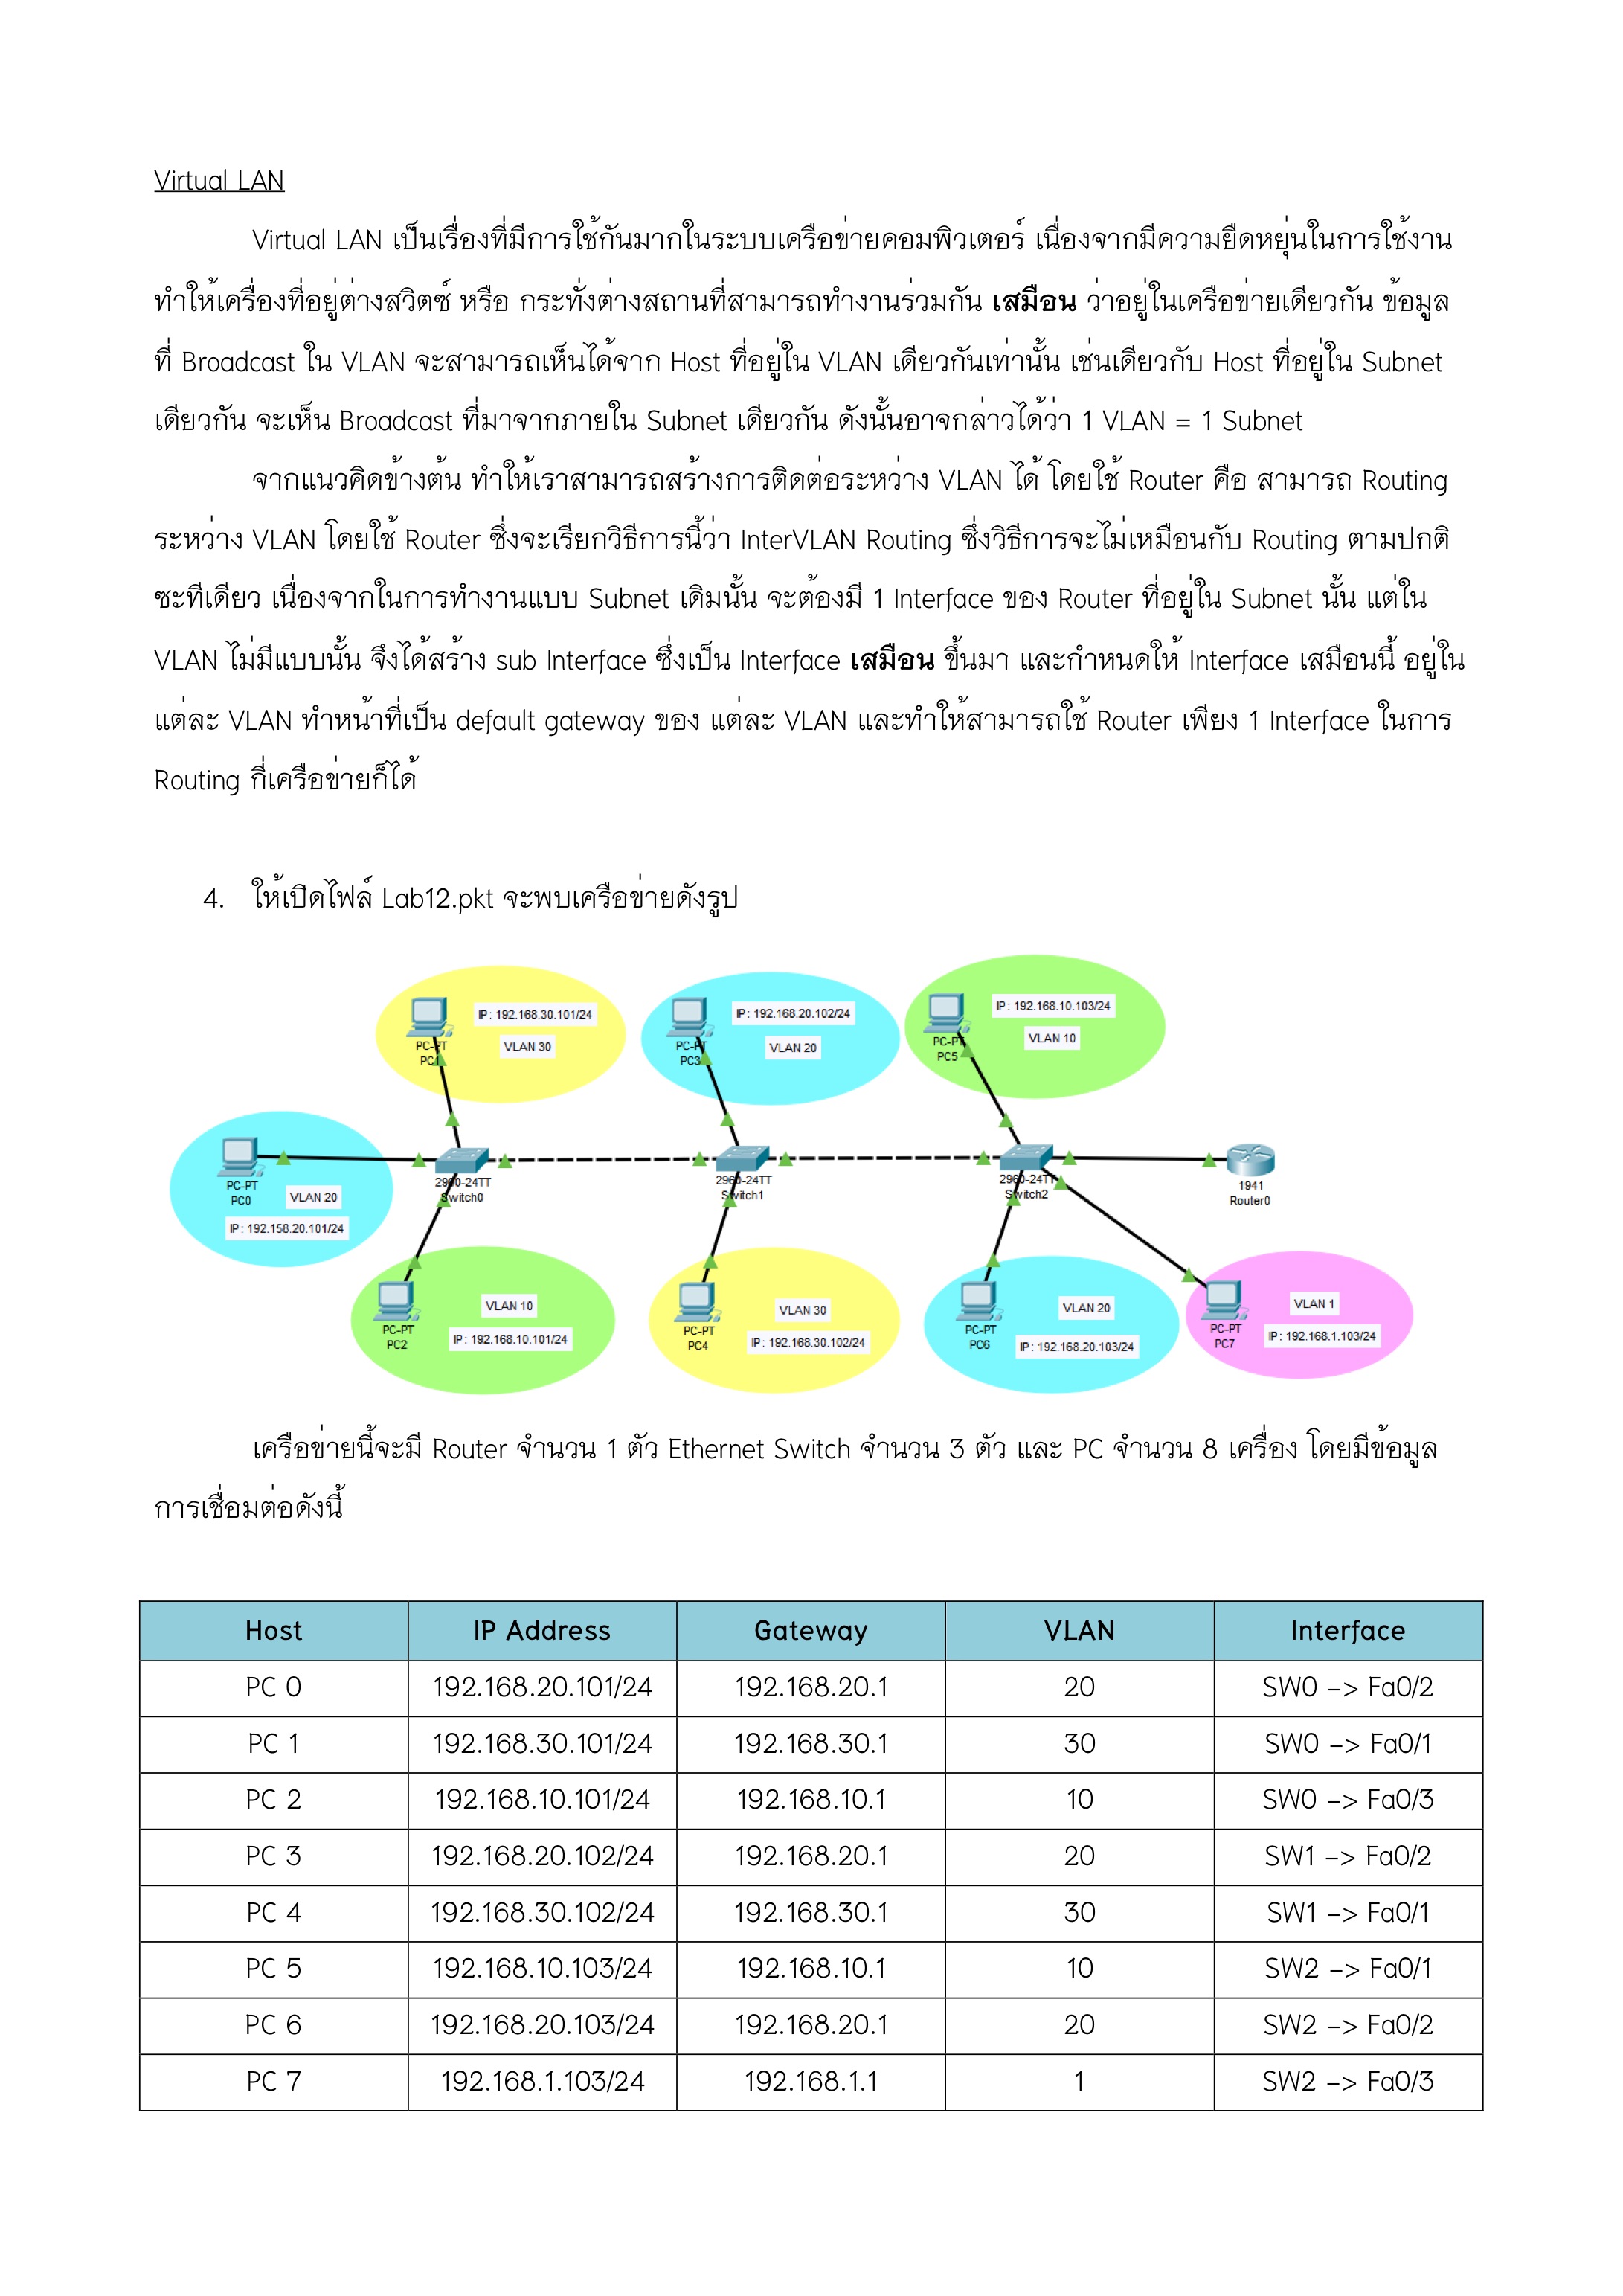 Virtual LAN
Virtual LAN เป็นเรื่องที่มีการใช้กันมากในระบบเครือข่ายคอมพิวเตอร์ เนื่องจากมีความยืดหยุ่นในการใช้งาน
ทำให้เครื่องที่อยู่ต่างสวิตซ์ หรือ กระทั่งต่างสถานที่สามารถทำงานร่วมกัน เสมือน ว่าอยู่ในเครือข่ายเดียวกัน ข้อมูล
ที่ Broadcast ใน VLAN จะสามารถเห็นได้จาก Host ที่อยู่ใน VLAN เดียวกันเท่านั้น เช่นเดียวกับ Host ที่อยู่ใน Subnet
เดียวกัน จะเห็น Broadcast ที่มาจากภายใน Subnet เดียวกัน ดังนั้นอาจกล่าวได้ว่า 1 VLAN = 1 Subnet
จากแนวคิดข้างต้น ทำให้เราสามารถสร้างการติดต่อระหว่าง VLAN ได้ โดยใช้ Router คือ สามารถ Routing
ระหว่าง VLAN โดยใช้ Router ซึ่งจะเรียกวิธีการนี้ว่า InterVLAN Routing ซึ่งวิธีการจะไม่เหมือนกับ Routing ตามปกติ
ซะทีเดียว เนื่องจากในการทำงานแบบ Subnet เดิมนั้น จะต้องมี 1 Interface ของ Router ที่อยู่ใน Subnet นั้น แต่ใน
VLAN ไม่มีแบบนั้น จึงได้สร้าง sub Interface ซึ่งเป็น Interface เสมือน ขึ้นมา และกำหนดให้ Interface เสมือนนี้ อยู่ใน
แต่ละ VLAN ทำหน้าที่เป็น default gateway ของ แต่ละ VLAN และทำให้สามารถใช้ Router เพียง 1 Interface ในการ
Routing กี่เครือข่ายก็ได้
4. ให้เปิดไฟล์ Lab12.pkt จะพบเครือข่ายดังรูป
PC-PT
PC1
IP: 192.168.30.101/24
VLAN 30
PC-PT
PC3
IP: 192.168.20.102/24
VLAN 20
PC-PT
PC5
IP: 192.168.10.103/24
VLAN 10
PC-PT
PC0
VLAN 20
IP: 192.158.20.101/24
2960-24TT
Switch0
2960-24TT
Switch1
2960-24TT
Switch2
1941
Router0
PC-PT
PC2
VLAN 10
IP: 192.168.10.101/24
PC-PT
PC4
VLAN 30
IP: 192.168.30.102/24
PC-PT
PC6
VLAN 20
IP: 192.168.20.103/24
PC-PT
PC7
VLAN 1
IP: 192.168.1.103/24
เครือข่ายนี้จะมี Router จำนวน 1 ตัว Ethernet Switch จำนวน 3 ตัว และ PC จำนวน 8 เครื่อง โดยมีข้อมูล
การเชื่อมต่อดังนี้
Host IP Address Gateway VLAN Interface
PC 0 192.168.20.101/24 192.168.20.1 20 SW0 –> Fa0/2
PC 1 192.168.30.101/24 192.168.30.1 30 SW0 –> Fa0/1
PC 2 192.168.10.101/24 192.168.10.1 10 SW0 –> Fa0/3
PC 3 192.168.20.102/24 192.168.20.1 20 SW1 –> Fa0/2
PC 4 192.168.30.102/24 192.168.30.1 30 SW1 –> Fa0/1
PC 5 192.168.10.103/24 192.168.10.1 10 SW2 –> Fa0/1
PC 6 192.168.20.103/24 192.168.20.1 20 SW2 –> Fa0/2
PC 7 192.168.1.103/24 192.168.1.1 1 SW2 –> Fa0/3